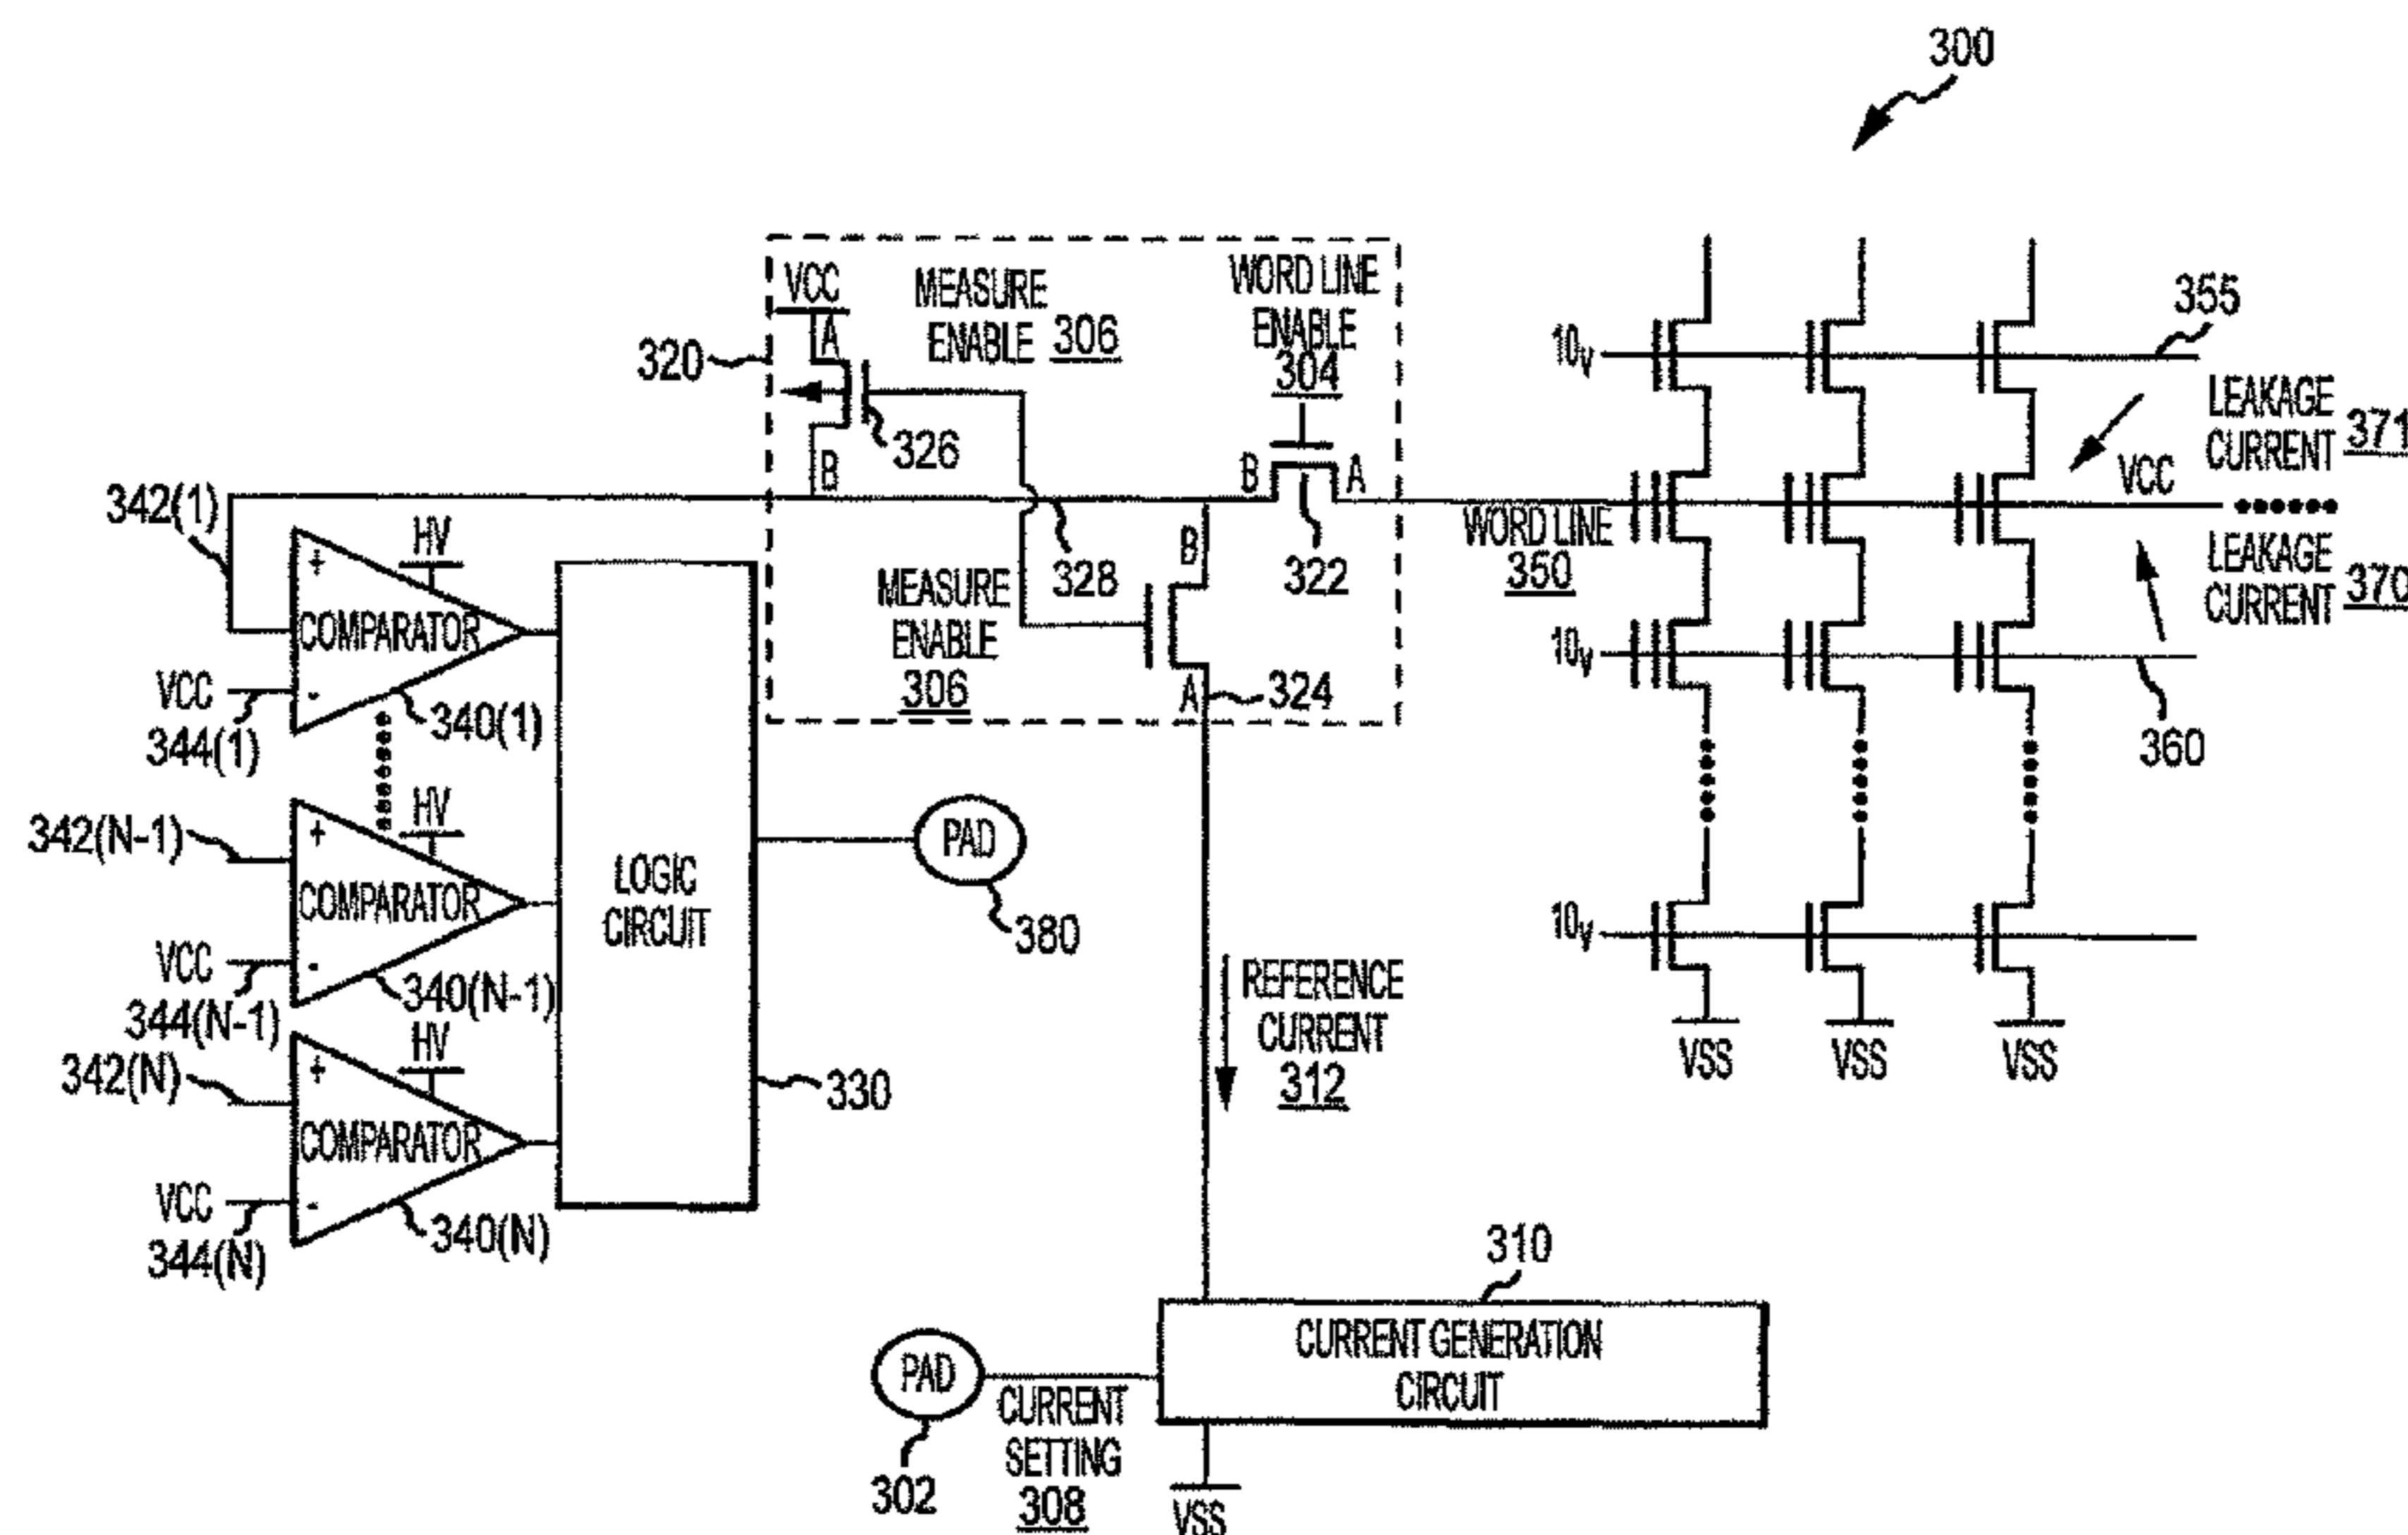 300
VCC
MEASURE
ENABLE 306
WORD LINE
ENABLE
304
320
A
326
B
342(1)
B
A
328
322
B
MEASURE
ENABLE
306
A
324
10V
355
LEAKAGE
CURRENT 371
VCC
WORD LINE
350
LEAKAGE
CURRENT 370
10V
360
10V
VSS
VSS
VSS
HV
+
COMPARATOR
VCC
-
344(1)
340(1)
342(N-1)
HV
+
COMPARATOR
VCC
-
344(N-1)
340(N-1)
342(N)
HV
+
COMPARATOR
VCC
-
344(N)
340(N)
LOGIC
CIRCUIT
330
PAD
380
REFERENCE
CURRENT
312
310
CURRENT GENERATION
CIRCUIT
PAD
302
CURRENT
SETTING
308
VSS